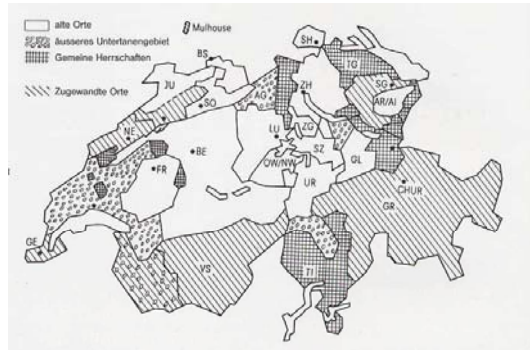 alte Orte
äusseres Untertanengebiet
Gemeine Herrschaften
Zugewandte Orte
Mulhouse
BS
SH
TG
JU
AG
ZH
SG
AR/AI
SO
NE
LU
ZG
SZ
BE
OW/NW
GL
FR
UR
CHUR
GR
GE
VS
TI